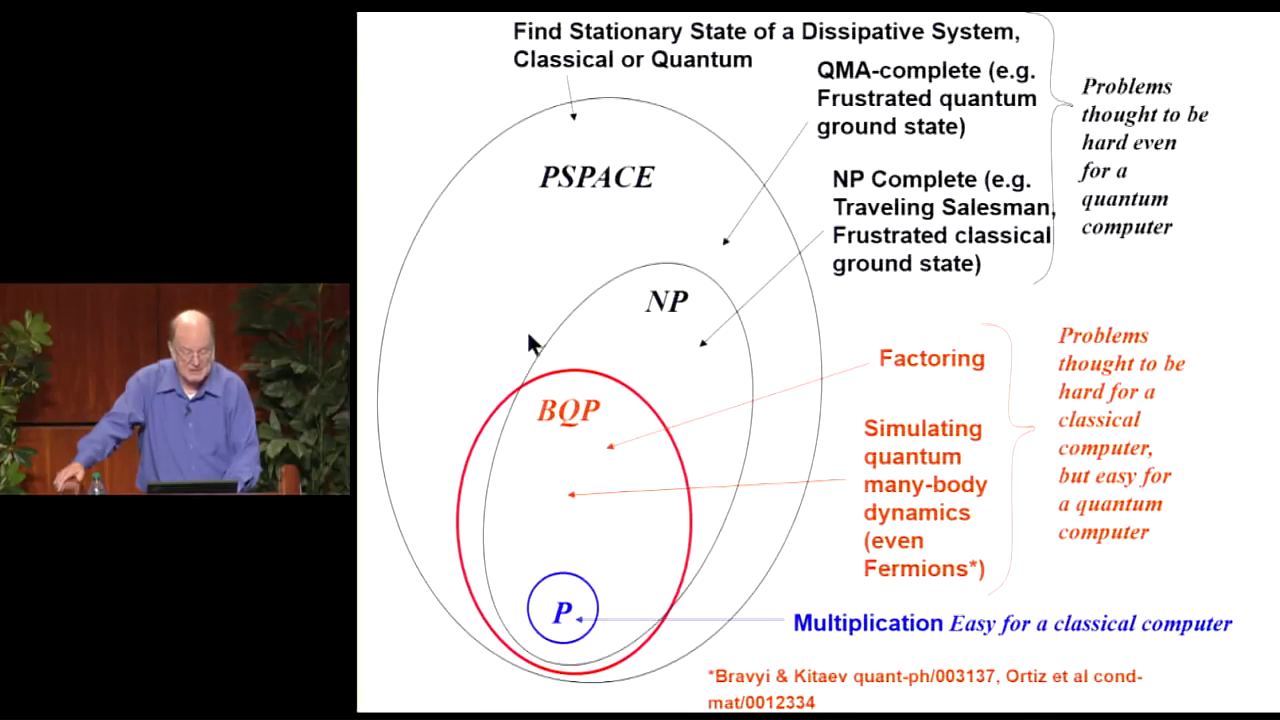 Find Stationary State of a Dissipative System,
Classical or Quantum
QMA-complete (e.g.
Frustrated quantum
ground state)
Problems
thought to be
hard even
for a
quantum
computer
PSPACE
NP Complete (e.g.
Traveling Salesman,
Frustrated classical
ground state)
NP
BQP
Factoring
Simulating
quantum
many-body
dynamics
(even
Fermions*)
Problems
thought to be
hard for a
classical
computer,
but easy for
a quantum
computer
P
Multiplication Easy for a classical computer
*Bravyi & Kitaev quant-ph/003137, Ortiz et al cond-
mat/0012334